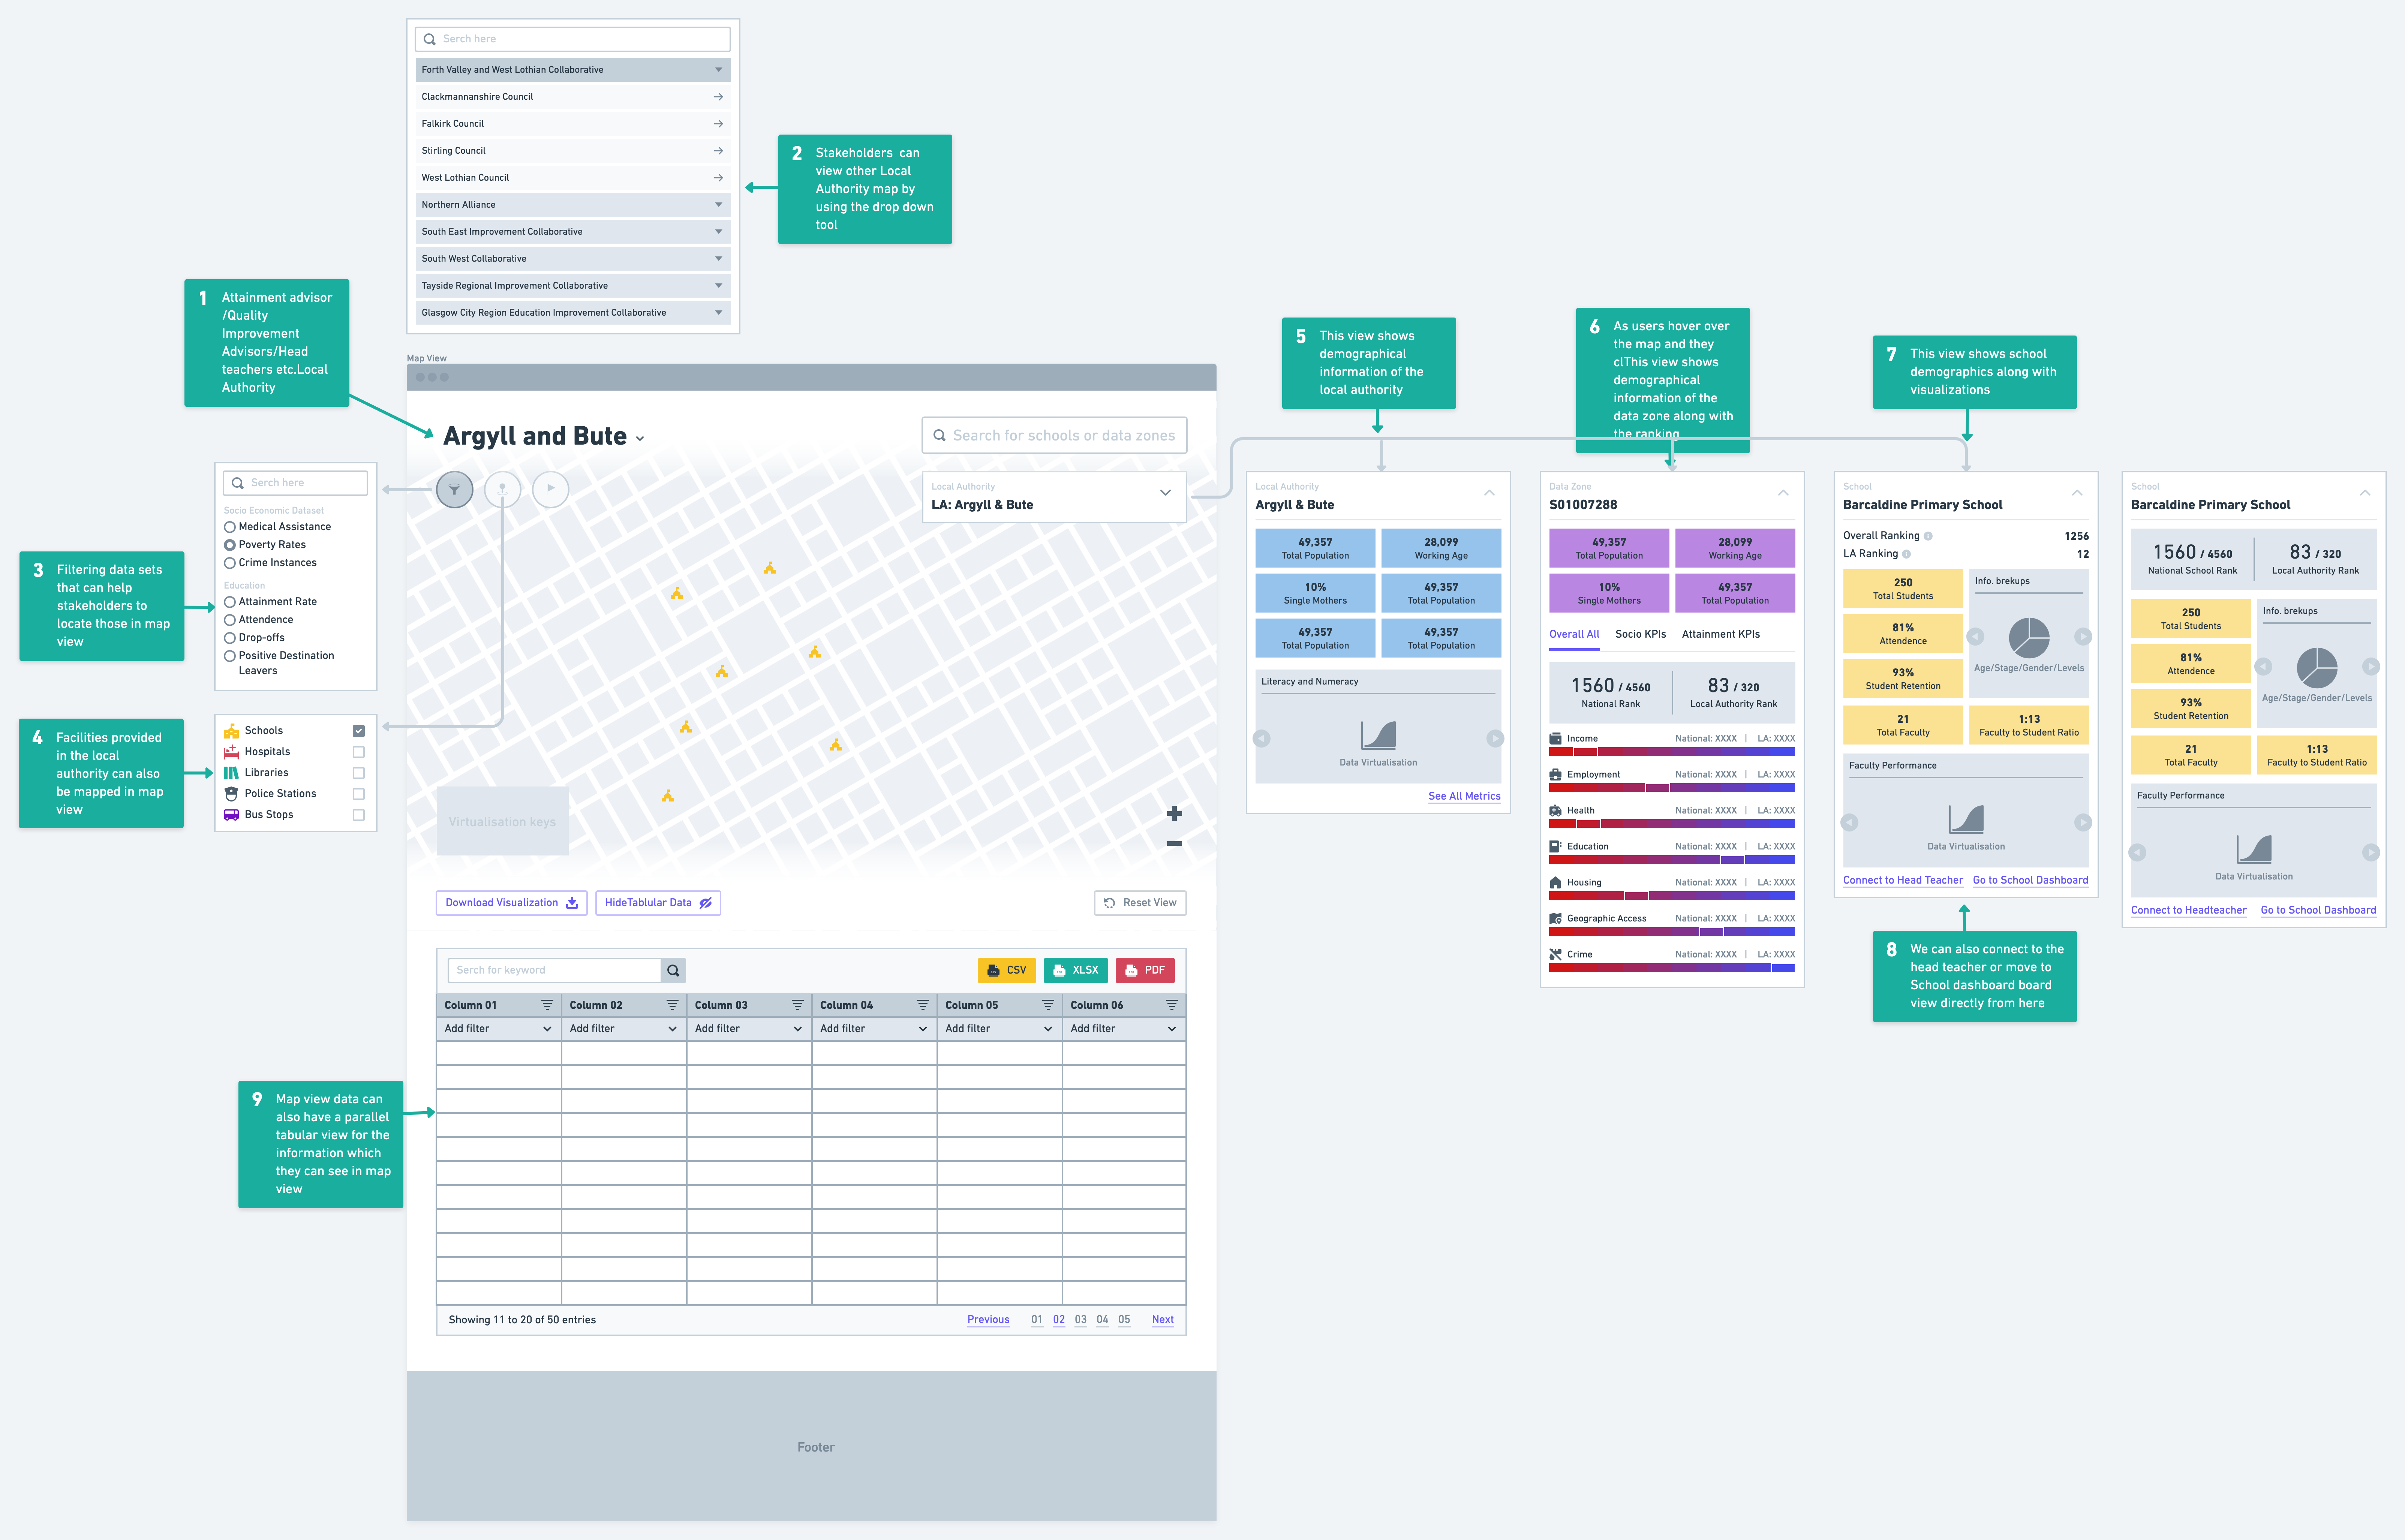 Serch here
Forth Valley and West Lothian Collaborative
Clackmannanshire Council
Falkirk Council
Stirling Council
West Lothian Council
Northern Alliance
South East Improvement Collaborative
South West Collaborative
Tayside Regional Improvement Collaborative
Glasgow City Region Education Improvement Collaborative
2 Stakeholders can
view other Local
Authority map by
using the drop down
tool
1 Attainment advisor
/Quality
Improvement
Advisors/Head
teachers etc.Local
Authority
Map View
Argyll and Bute
Search for schools or data zones
Local Authority
LA: Argyll & Bute
Serch here
Socio Economic Dataset
Medical Assistance
Poverty Rates
Crime Instances
Education
Attainment Rate
Attendence
Drop-offs
Positive Destination
Leavers
3 Filtering data sets
that can help
stakeholders to
locate those in map
view
4 Facilities provided
in the local
authority can also
be mapped in map
view
Schools
Hospitals
Libraries
Police Stations
Bus Stops
Virtualisation keys
Download Visualization
HideTablular Data
Reset View
Serch for keyword
CSV
XLSX
PDF
Column 01
Column 02
Column 03
Column 04
Column 05
Column 06
Add filter
Add filter
Add filter
Add filter
Add filter
Add filter
9 Map view data can
also have a parallel
tabular view for the
information which
they can see in map
view
Showing 11 to 20 of 50 entries
Previous
01
02
03
04
05
Next
Footer
5 This view shows
demographical
information of the
local authority
Local Authority
Argyll & Bute
49,357
Total Population
28,099
Working Age
10%
Single Mothers
49,357
Total Population
49,357
Total Population
49,357
Total Population
Literacy and Numeracy
Data Virtualisation
See All Metrics
6 As users hover over
the map and they
clThis view shows
demographical
information of the
data zone along with
the ranking
Data Zone
S01007288
49,357
Total Population
28,099
Working Age
10%
Single Mothers
49,357
Total Population
Overall All
Socio KPIs
Attainment KPIs
1560 / 4560
National Rank
83 / 320
Local Authority Rank
Income National: XXXX | LA: XXXX
Employment National: XXXX | LA: XXXX
Health National: XXXX | LA: XXXX
Education National: XXXX | LA: XXXX
Housing National: XXXX | LA: XXXX
Geographic Access National: XXXX | LA: XXXX
Crime National: XXXX | LA: XXXX
7 This view shows school
demographics along with
visualizations
School
Barcaldine Primary School
Overall Ranking 1256
LA Ranking 12
250
Total Students
81%
Attendence
93%
Student Retention
Info. brekups
Age/Stage/Gender/Levels
21
Total Faculty
1:13
Faculty to Student Ratio
Faculty Performance
Data Virtualisation
Connect to Head Teacher
Go to School Dashboard
8 We can also connect to the
head teacher or move to
School dashboard board
view directly from here
School
Barcaldine Primary School
1560 / 4560
National School Rank
83 / 320
Local Authority Rank
250
Total Students
81%
Attendence
93%
Student Retention
Info. brekups
Age/Stage/Gender/Levels
21
Total Faculty
1:13
Faculty to Student Ratio
Faculty Performance
Data Virtualisation
Connect to Headteacher
Go to School Dashboard